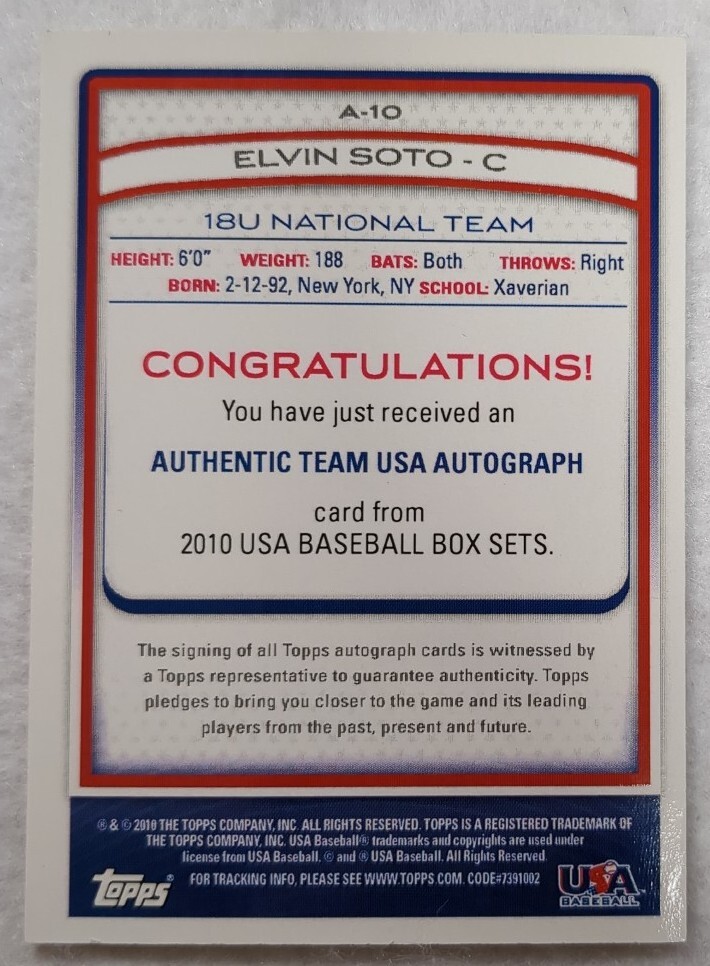 A-10
ELVIN SOTO - C
18U NATIONAL TEAM
HEIGHT: 6'0" WEIGHT: 188 BATS: Both THROWS: Right
BORN: 2-12-92, New York, NY SCHOOL: Xaverian
CONGRATULATIONS!
You have just received an
AUTHENTIC TEAM USA AUTOGRAPH
card from
2010 USA BASEBALL BOX SETS.
The signing of all Topps autograph cards is witnessed by
a Topps representative to guarantee authenticity. Topps
pledges to bring you closer to the game and its leading
players from the past, present and future.
® & © 2010 THE TOPPS COMPANY, INC. ALL RIGHTS RESERVED. TOPPS IS A REGISTERED TRADEMARK OF
THE TOPPS COMPANY, INC. USA Baseball® trademarks and copyrights are used under
license from USA Baseball. © and ® USA Baseball. All Rights Reserved.
FOR TRACKING INFO, PLEASE SEE WWW.TOPPS.COM. CODE#7391002
Topps®
USA
BASEBALL